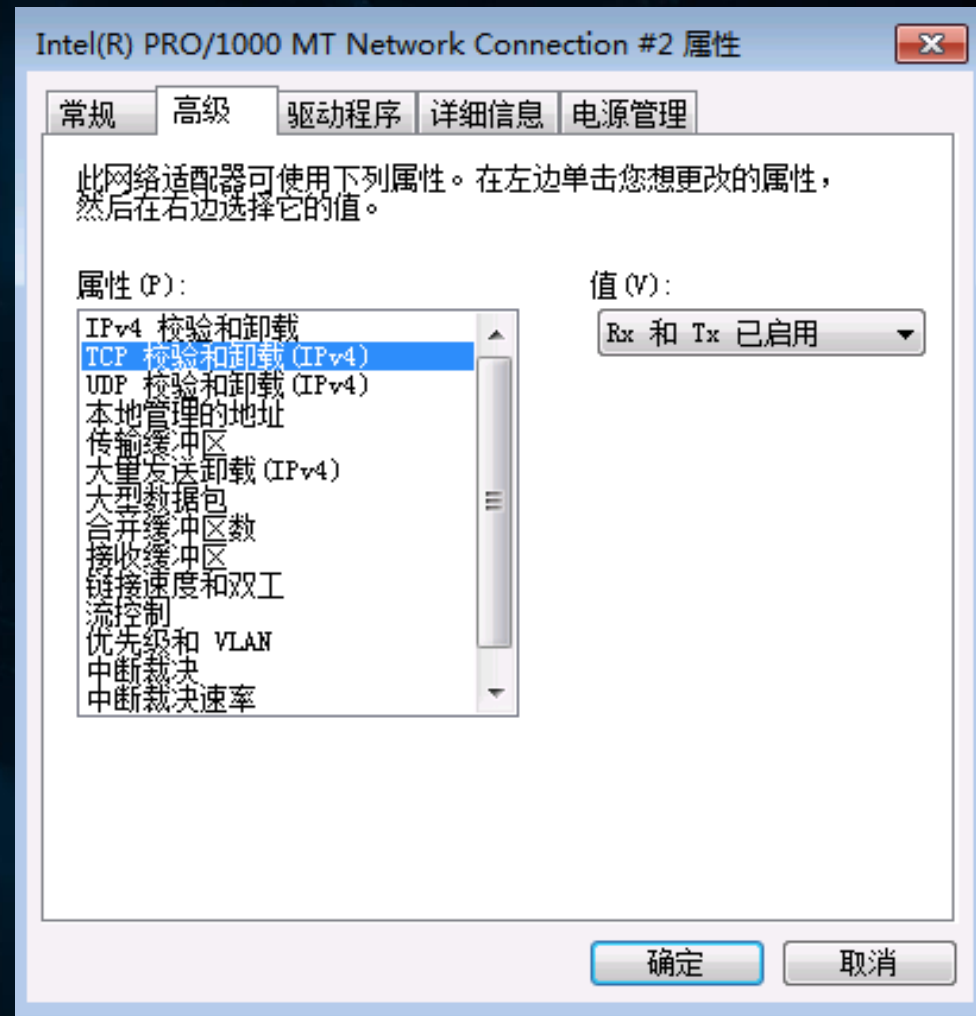 Intel(R) PRO/1000 MT Network Connection #2 属性
常规 高级 驱动程序 详细信息 电源管理
此网络适配器可使用下列属性。在左边单击您想更改的属性，
然后在右边选择它的值。
属性(P):
值(V):
IPv4 校验和卸载
Rx 和 Tx 已启用
TCP 校验和卸载(IPv4)
UDP 校验和卸载(IPv4)
本地管理的地址
传输缓冲区
大量发送卸载(IPv4)
大型数据包
合并缓冲区数
接收缓冲区
链接速度和双工
流控制
优先级和 VLAN
中断裁决
中断裁决速率
确定 取消